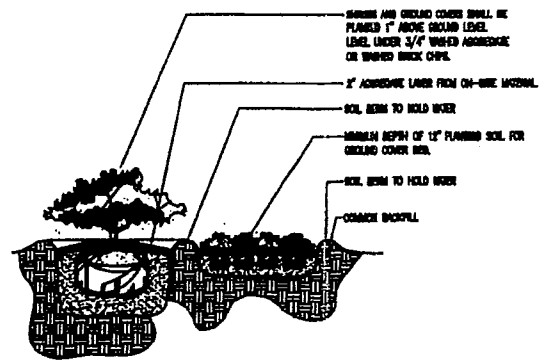 SHRUBS AND GROUND COVERS SHALL BE
PLANTED 1" ABOVE GROUND LEVEL
LEVEL UNDER 3/4" WASHED AGGREGATE
OR WASHED ROCK CHIPS.
2" AGGREGATE LAYER FROM ON-SITE MATERIAL
SOIL BERM TO HOLD WATER
MINIMUM DEPTH OF 12" PLANTING SOIL FOR
GROUND COVER BED.
SOIL BERM TO HOLD WATER
COMMON BACKFILL